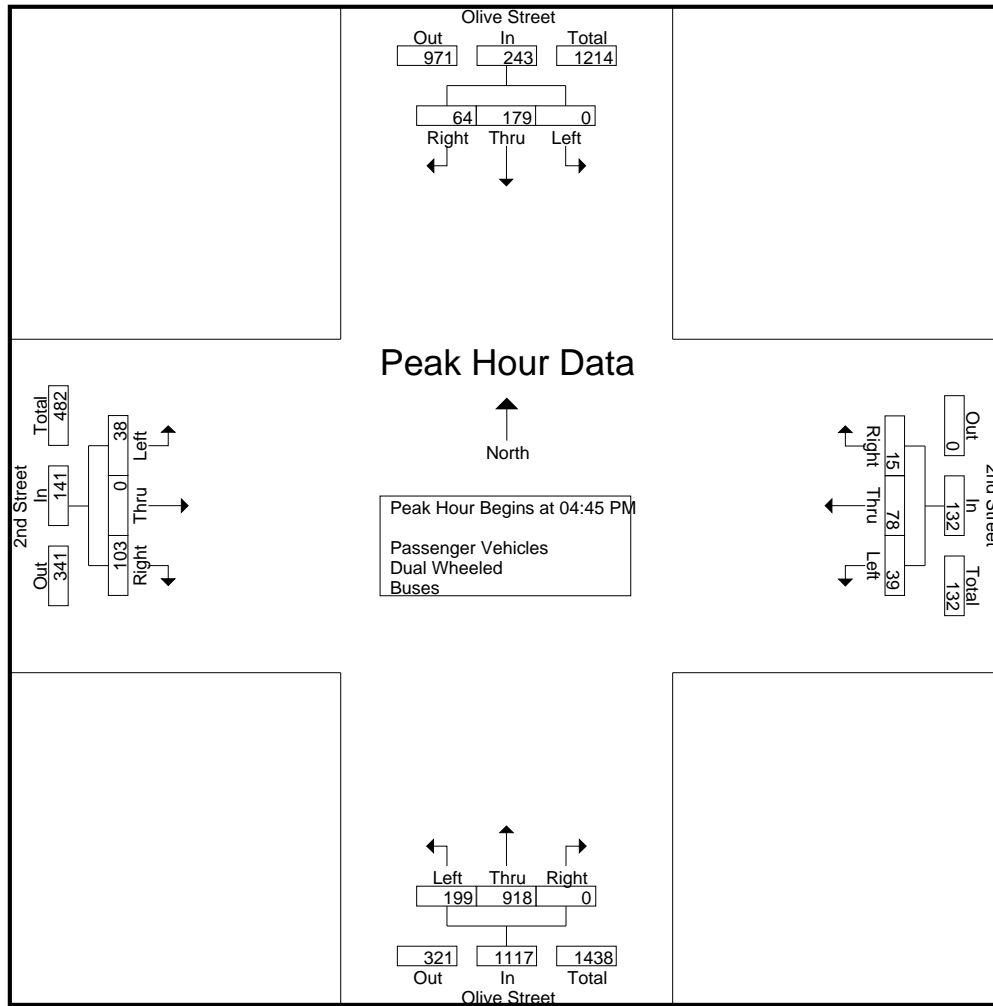 Olive Street
Out In Total
971 243 1214
64 179 0
Right Thru Left
Peak Hour Data
North
Peak Hour Begins at 04:45 PM
Passenger Vehicles
Dual Wheeled
Buses
2nd Street
Out In Total
341 141 482
103 0 38
Right Thru Left
2nd Street
Out In Total
0 132 132
15 78 39
Right Thru Left
Left Thru Right
199 918 0
321 1117 1438
Out In Total
Olive Street